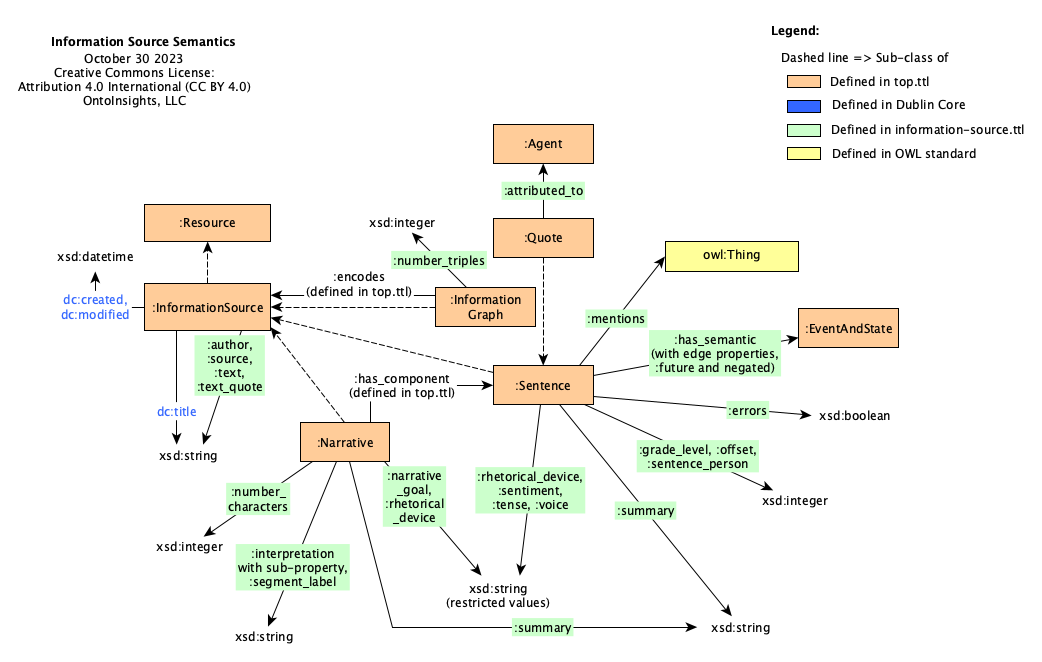 Information Source Semantics
October 30 2023
Creative Commons License:
Attribution 4.0 International (CC BY 4.0)
OntoInsights, LLC
Legend:
Dashed line => Sub-class of
Defined in top.ttl
Defined in Dublin Core
Defined in information-source.ttl
Defined in OWL standard
:Agent
:attributed_to
:Resource
xsd:integer
:Quote
:number_triples
xsd:datetime
owl:Thing
:encodes
(defined in top.ttl)
dc:created,
dc:modified
:InformationSource
:Information
Graph
:mentions
:EventAndState
:author,
:source,
:text,
:text_quote
:has_semantic
(with edge properties,
:future and negated)
:has_component
(defined in top.ttl)
:Sentence
dc:title
:errors
xsd:boolean
:Narrative
xsd:string
:grade_level, :offset,
:sentence_person
:narrative
_goal,
:rhetorical
_device
:rhetorical_device,
:sentiment,
:tense, :voice
:number_
characters
xsd:integer
:summary
xsd:integer
:interpretation
with sub-property,
:segment_label
xsd:string
(restricted values)
xsd:string
:summary
xsd:string